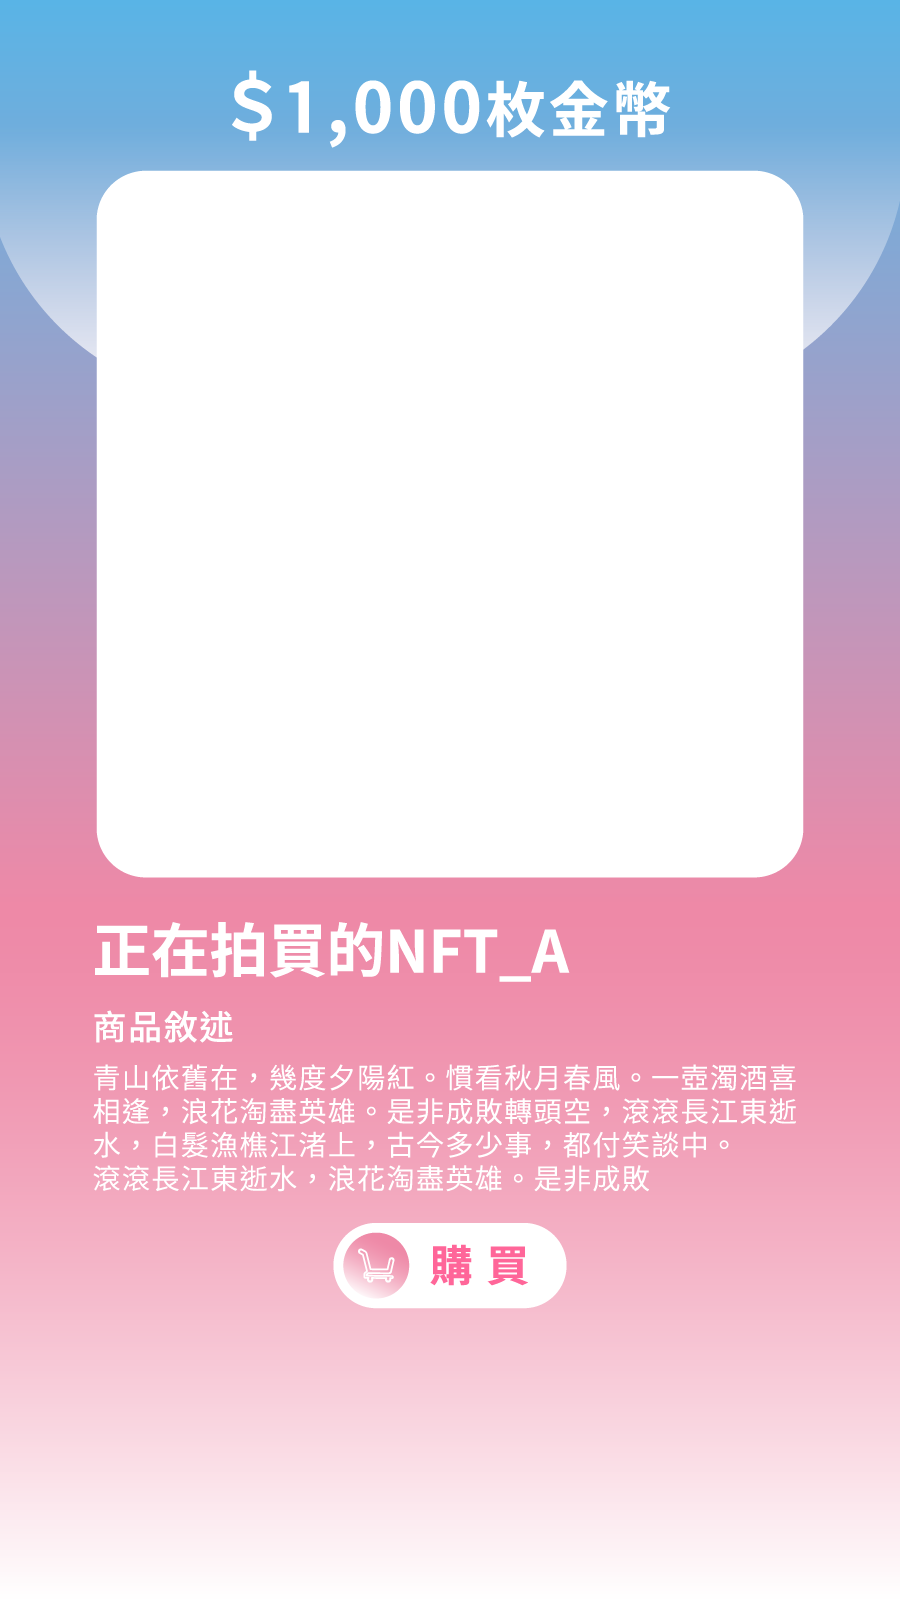 $1,000枚金幣
正在拍買的NFT_A
商品敘述
青山依舊在，幾度夕陽紅。慣看秋月春風。一壺濁酒喜
相逢，浪花淘盡英雄。是非成敗轉頭空，滾滾長江東逝
水，白髮漁樵江渚上，古今多少事，都付笑談中。
滾滾長江東逝水，浪花淘盡英雄。是非成敗
購買